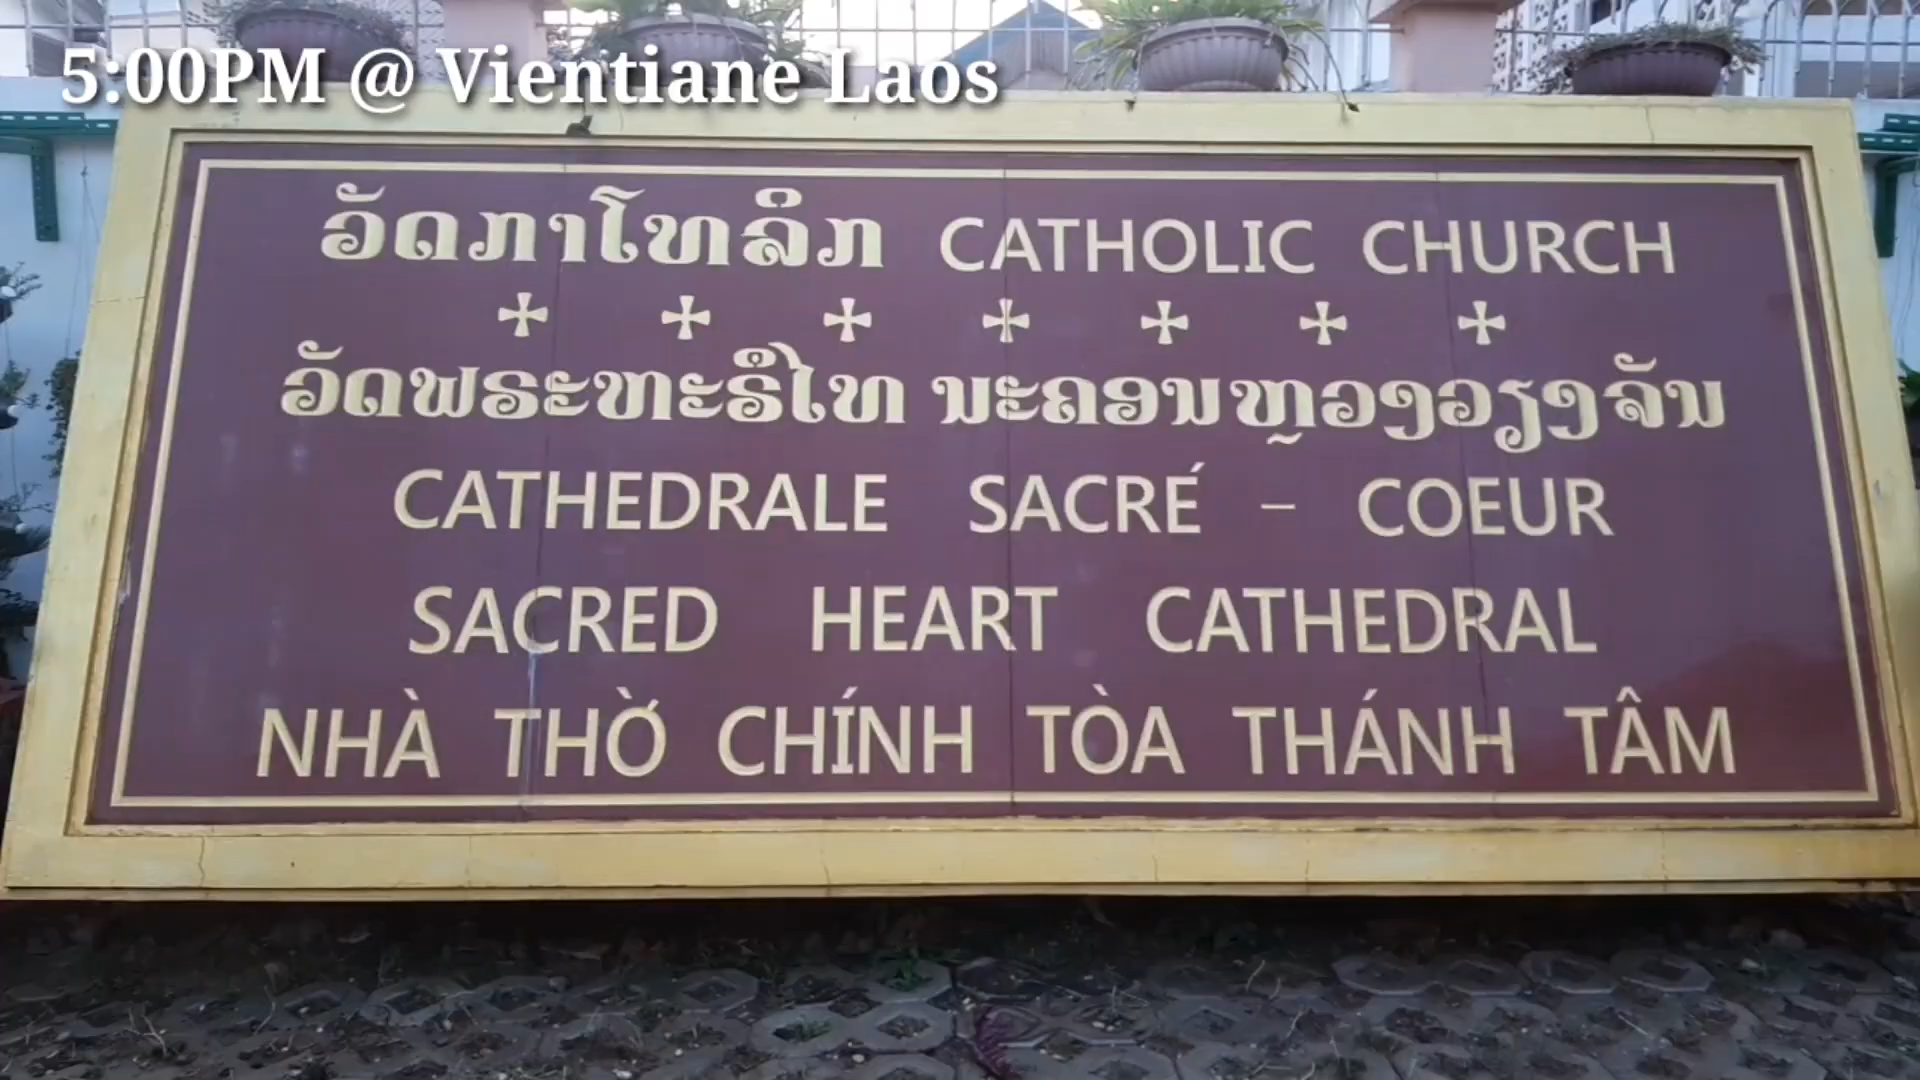 5:00PM @ Vientiane Laos
ວັດກາໂທລິກ CATHOLIC CHURCH
ວັດພຣະຫະຣຶໄທ ນະຄອນຫຼວງວຽງຈັນ
CATHEDRALE SACRÉ - COEUR
SACRED HEART CATHEDRAL
NHÀ THỜ CHÍNH TÒA THÁNH TÂM